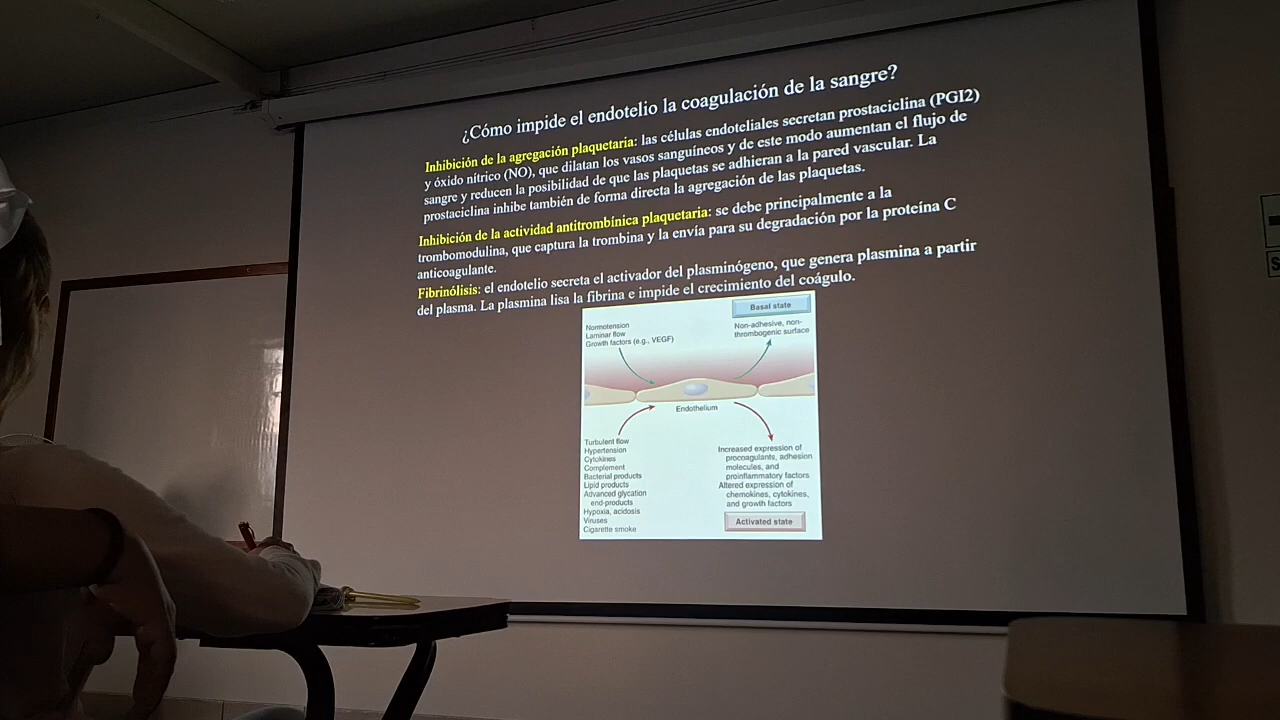 ¿Cómo impide el endotelio la coagulación de la sangre?
Inhibición de la agregación plaquetaria: las células endoteliales secretan prostaciclina (PGI2)
y óxido nítrico (NO), que dilatan los vasos sanguíneos y de este modo aumentan el flujo de
sangre y reducen la posibilidad de que las plaquetas se adhieran a la pared vascular. La
prostaciclina inhibe también de forma directa la agregación de las plaquetas.
Inhibición de la actividad antitrombínica plaquetaria: se debe principalmente a la
trombomodulina, que captura la trombina y la envía para su degradación por la proteína C
anticoagulante.
Fibrinólisis: el endotelio secreta el activador del plasminógeno, que genera plasmina a partir
del plasma. La plasmina lisa la fibrina e impide el crecimiento del coágulo.
Basal state
Normotension
Laminar flow
Growth factors (e.g., VEGF)
Non-adhesive, non-
thrombogenic surface
Endothelium
Turbulent flow
Hypertension
Cytokines
Complement
Bacterial products
Lipid products
Advanced glycation
end-products
Hypoxia, acidosis
Viruses
Cigarette smoke
Increased expression of
procoagulants, adhesion
molecules, and
proinflammatory factors
Altered expression of
chemokines, cytokines,
and growth factors
Activated state